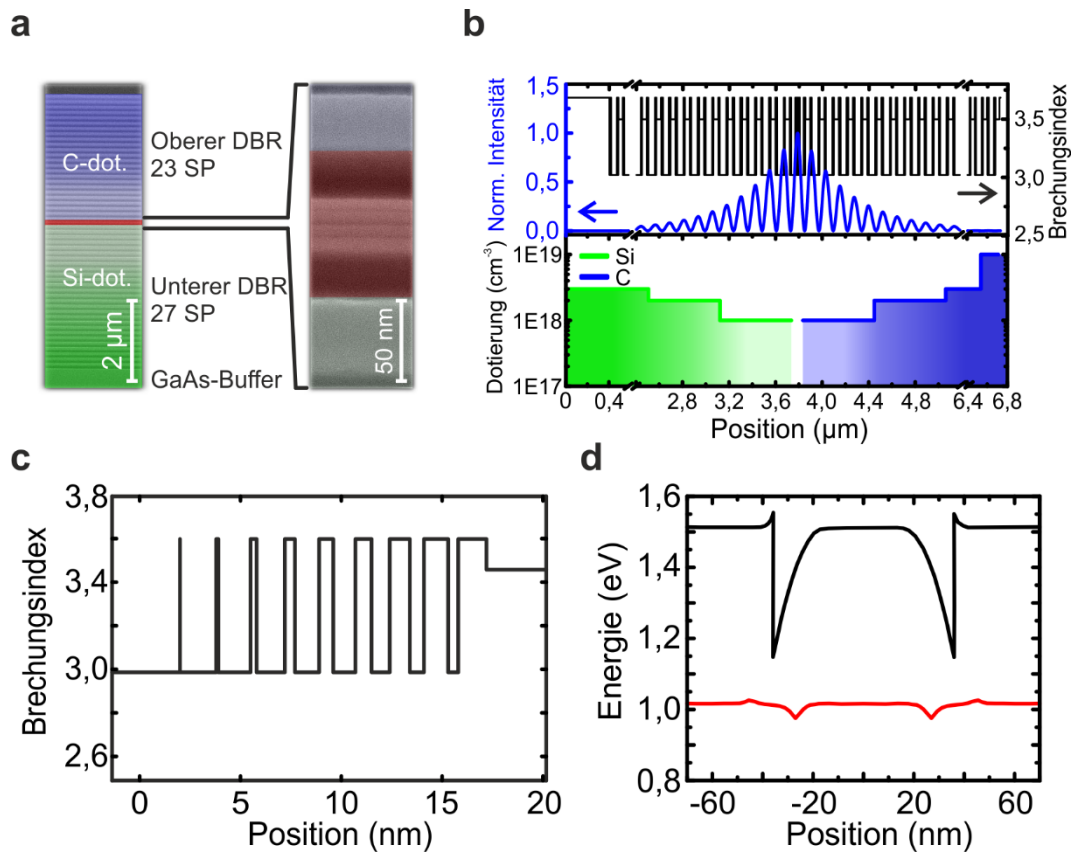 a
C-dot.
Si-dot.
2 µm
Oberer DBR
23 SP
Unterer DBR
27 SP
GaAs-Buffer
50 nm
b
1,5
1,0
0,5
0,0
Norm. Intensität
3,5
3,0
2,5
Brechungsindex
Si
C
1E19
1E18
1E17
Dotierung (cm⁻³)
0 0,4 2,8 3,2 3,6 4,0 4,4 4,8 6,4 6,8
Position (µm)
c
3,8
3,4
3,0
2,6
Brechungsindex
0 5 10 15 20
Position (nm)
d
1,6
1,4
1,2
1,0
0,8
Energie (eV)
-60 -20 20 60
Position (nm)